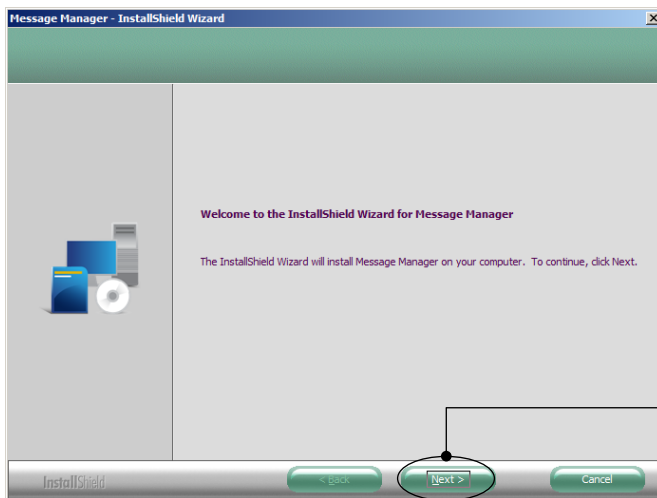 Message Manager - InstallShield Wizard
Welcome to the InstallShield Wizard for Message Manager
The InstallShield Wizard will install Message Manager on your computer. To continue, click Next.
InstallShield
< Back
Next >
Cancel